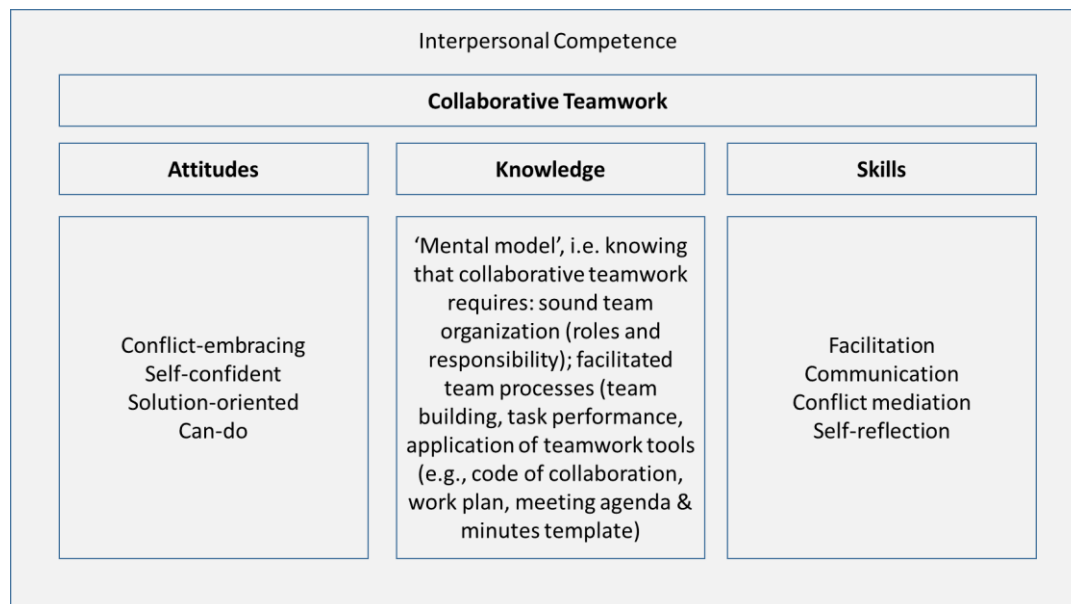 Interpersonal Competence
Collaborative Teamwork
Attitudes
Knowledge
Skills
Conflict-embracing
Self-confident
Solution-oriented
Can-do
‘Mental model’, i.e. knowing
that collaborative teamwork
requires: sound team
organization (roles and
responsibility); facilitated
team processes (team
building, task performance,
application of teamwork tools
(e.g., code of collaboration,
work plan, meeting agenda &
minutes template)
Facilitation
Communication
Conflict mediation
Self-reflection